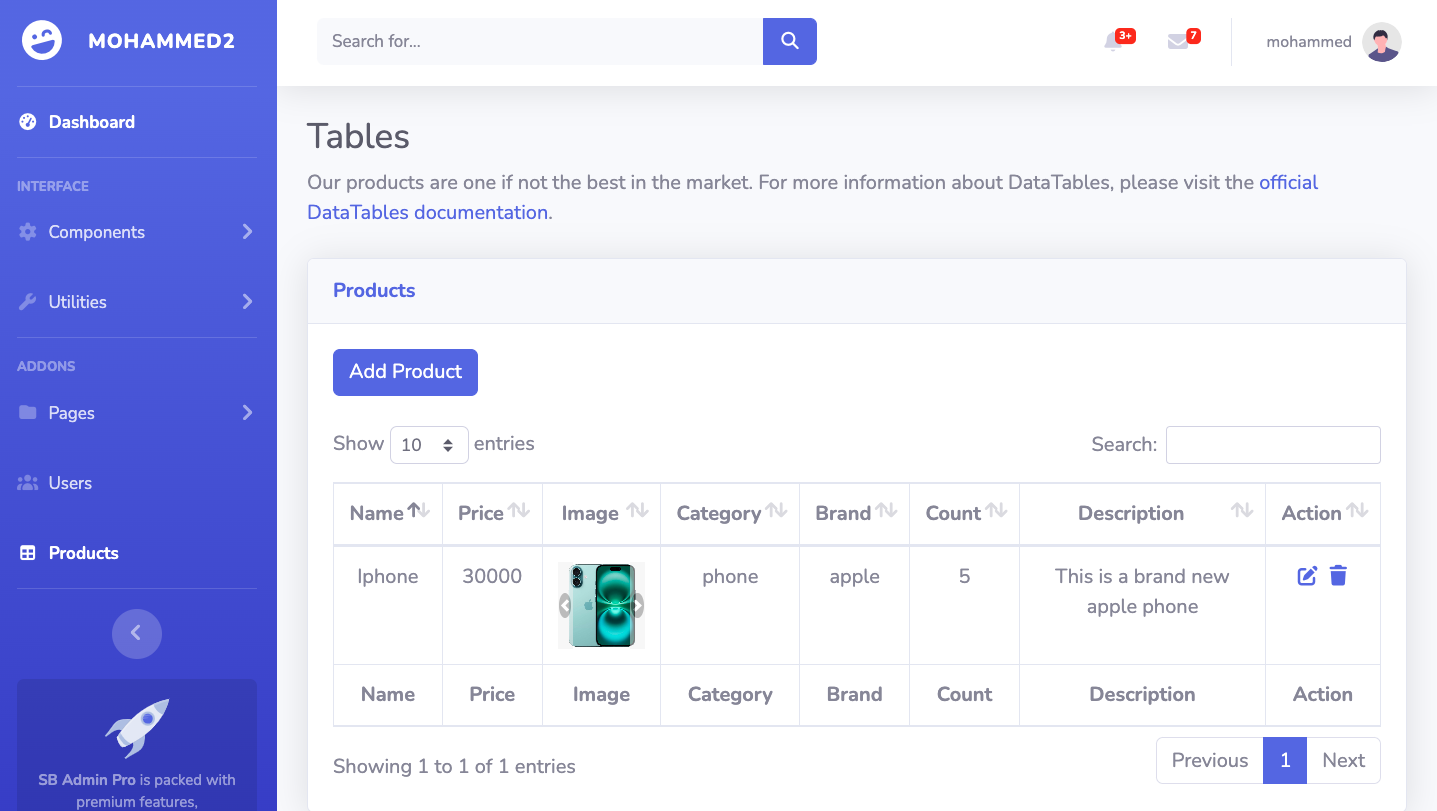 MOHAMMED2
Dashboard
INTERFACE
Components
Utilities
ADDONS
Pages
Users
Products
SB Admin Pro is packed with
premium features,
Search for...
3+
7
mohammed
Tables
Our products are one if not the best in the market. For more information about DataTables, please visit the official
DataTables documentation.
Products
Add Product
Show 10 entries
Search:
Name Price Image Category Brand Count Description Action
Iphone 30000 phone apple 5 This is a brand new
apple phone
Name Price Image Category Brand Count Description Action
Showing 1 to 1 of 1 entries
Previous 1 Next